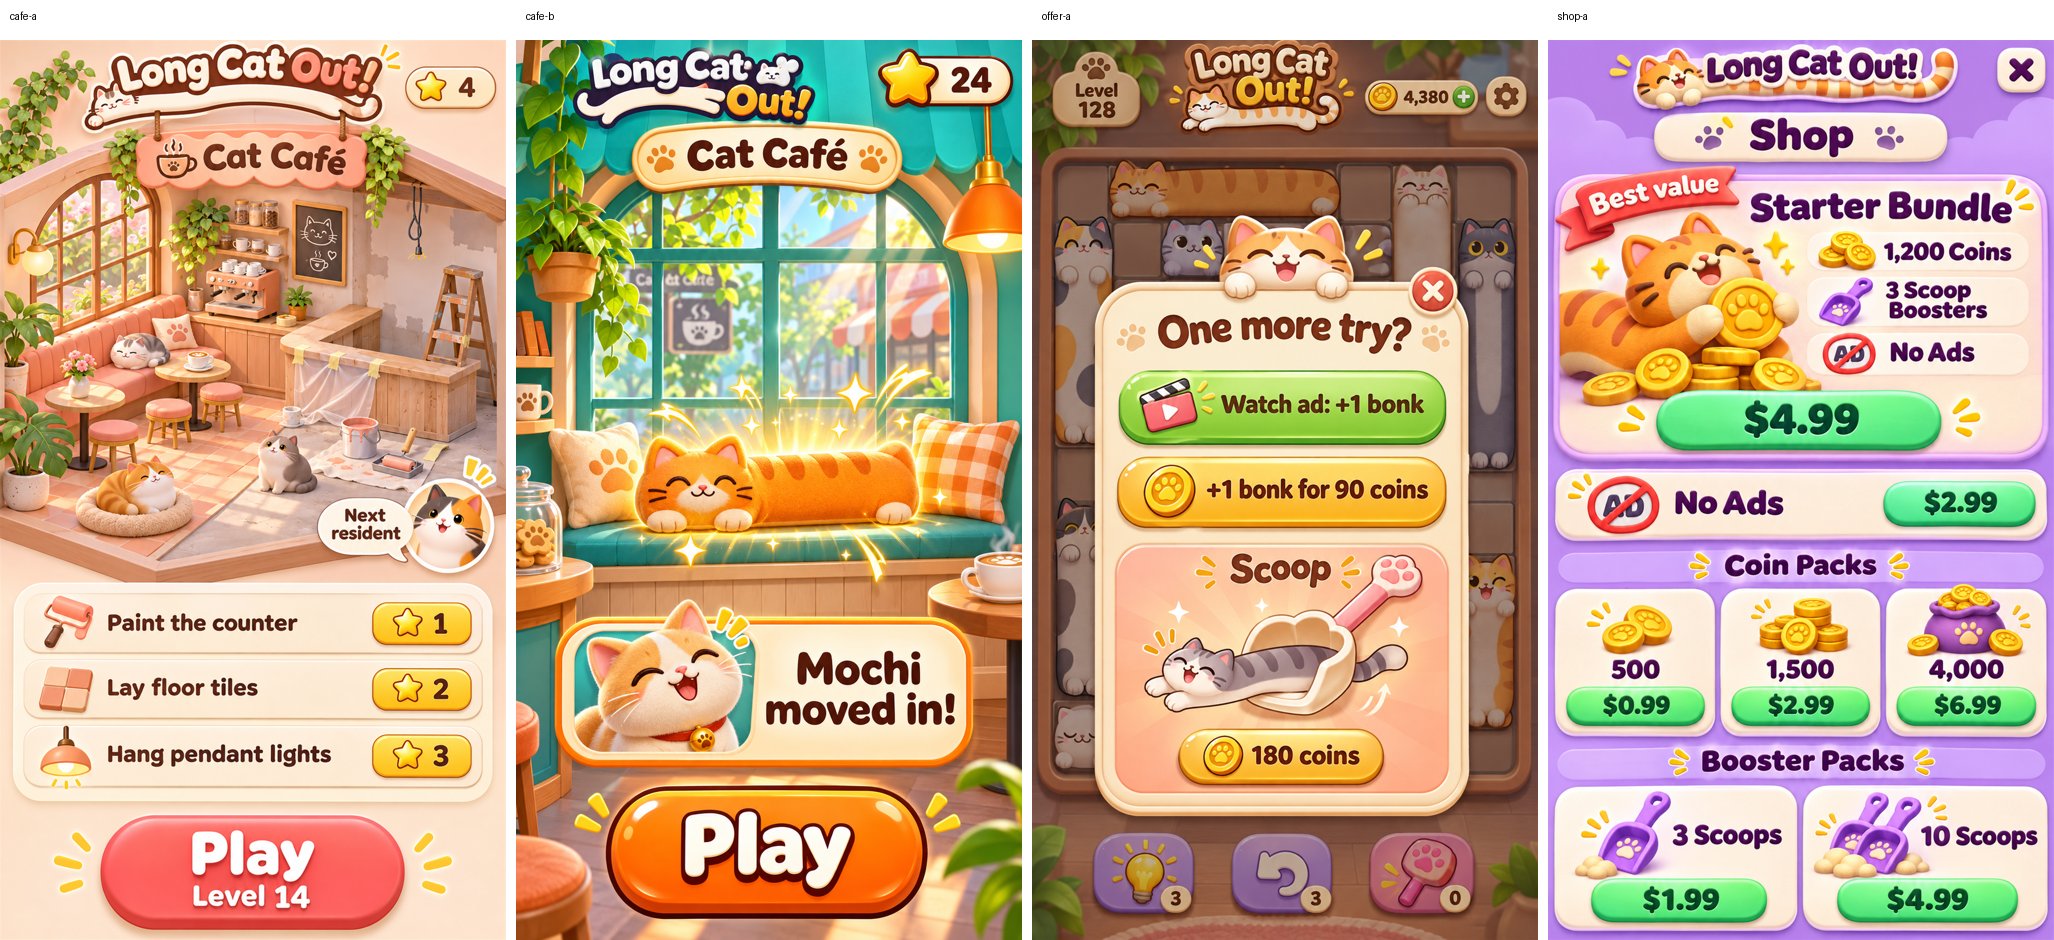 cafe-a
Long Cat Out!
4
Cat Café
Next
resident
Paint the counter
1
Lay floor tiles
2
Hang pendant lights
3
Play
Level 14
cafe-b
Long Cat
Out!
24
Cat Café
Mochi
moved in!
Play
offer-a
Level
128
Long Cat
Out!
4,380
One more try?
Watch ad: +1 bonk
+1 bonk for 90 coins
Scoop
180 coins
3
3
0
shop-a
Long Cat Out!
Shop
Best value
Starter Bundle
1,200 Coins
3 Scoop
Boosters
AD
No Ads
$4.99
AD
No Ads
$2.99
Coin Packs
500
1,500
4,000
$0.99
$2.99
$6.99
Booster Packs
3 Scoops
10 Scoops
$1.99
$4.99